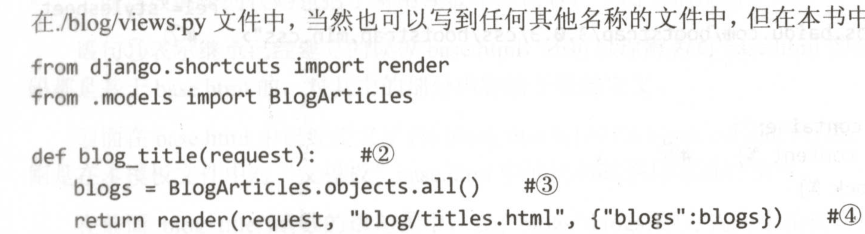 在./blog/views.py 文件中，当然也可以写到任何其他名称的文件中，但在本书中
from django.shortcuts import render
from .models import BlogArticles
def blog_title(request):    #②
    blogs = BlogArticles.objects.all()    #③
    return render(request, "blog/titles.html", {"blogs":blogs})    #④